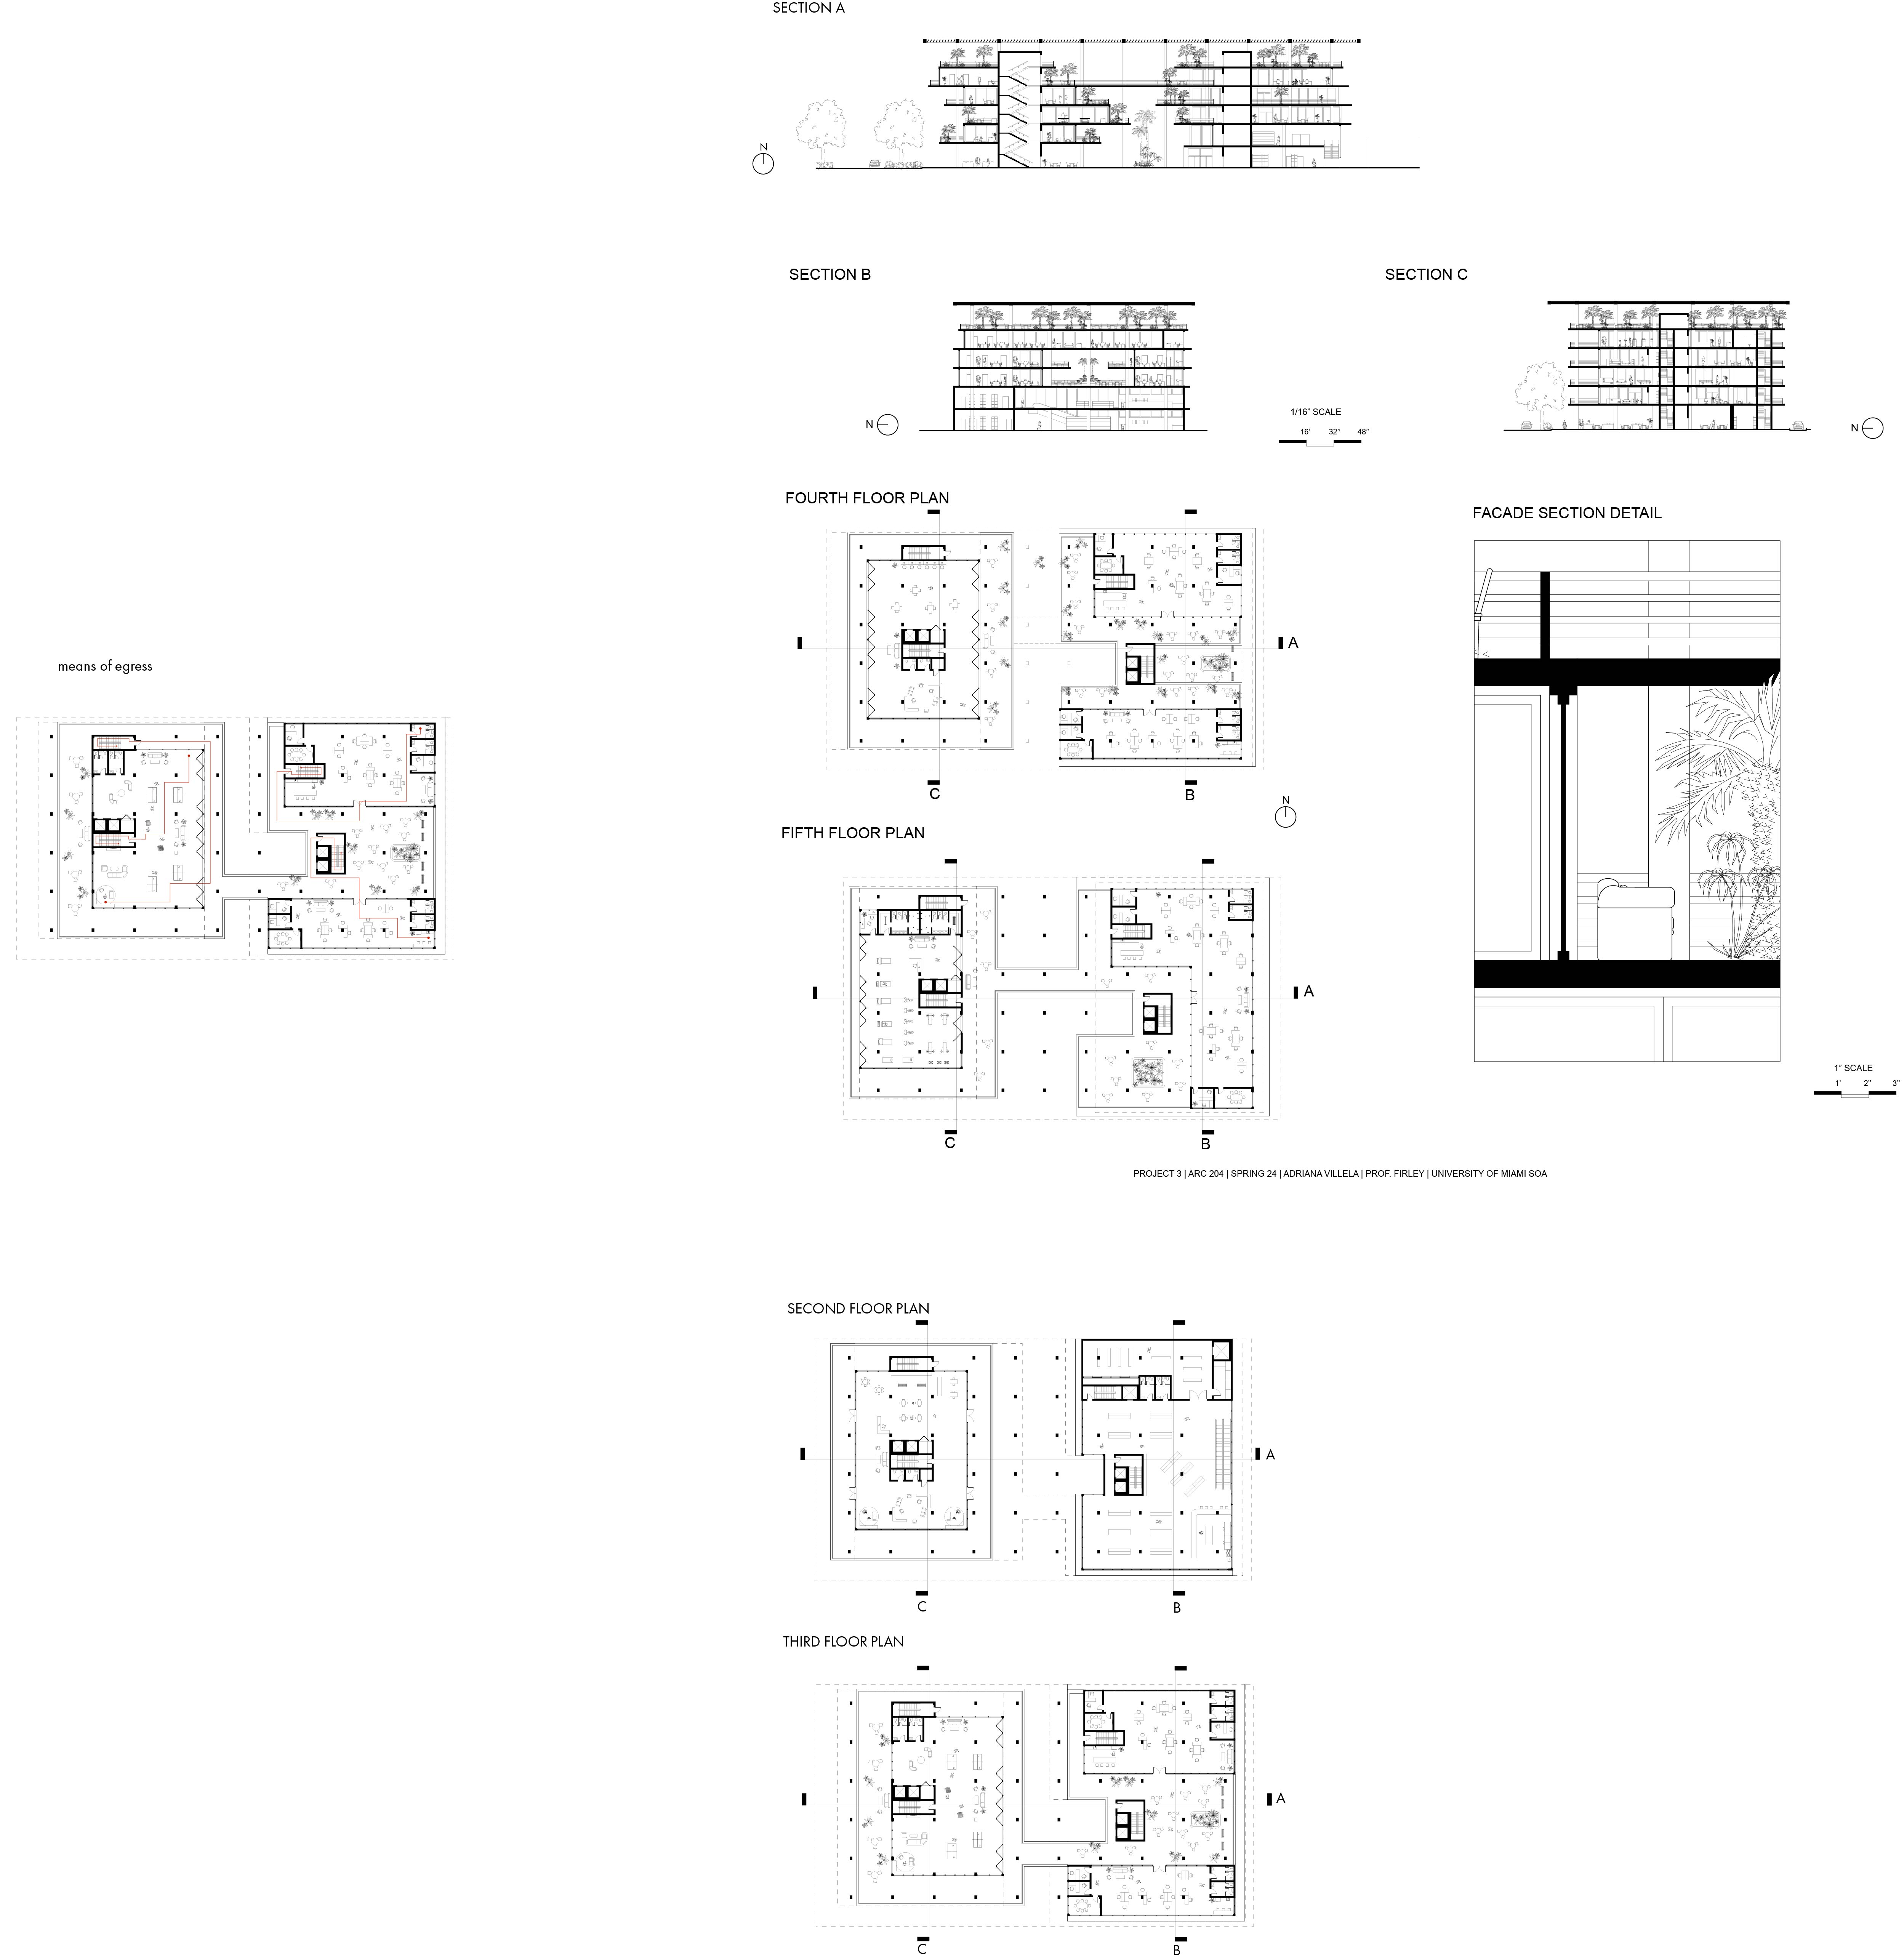 SECTION A
N
SECTION B
SECTION C
N
1/16" SCALE
16' 32" 48"
N
FOURTH FLOOR PLAN
FACADE SECTION DETAIL
A
means of egress
C
B
N
FIFTH FLOOR PLAN
A
1" SCALE
1' 2" 3"
C
B
PROJECT 3 | ARC 204 | SPRING 24 | ADRIANA VILLELA | PROF. FIRLEY | UNIVERSITY OF MIAMI SOA
SECOND FLOOR PLAN
A
C
B
THIRD FLOOR PLAN
A
C
B